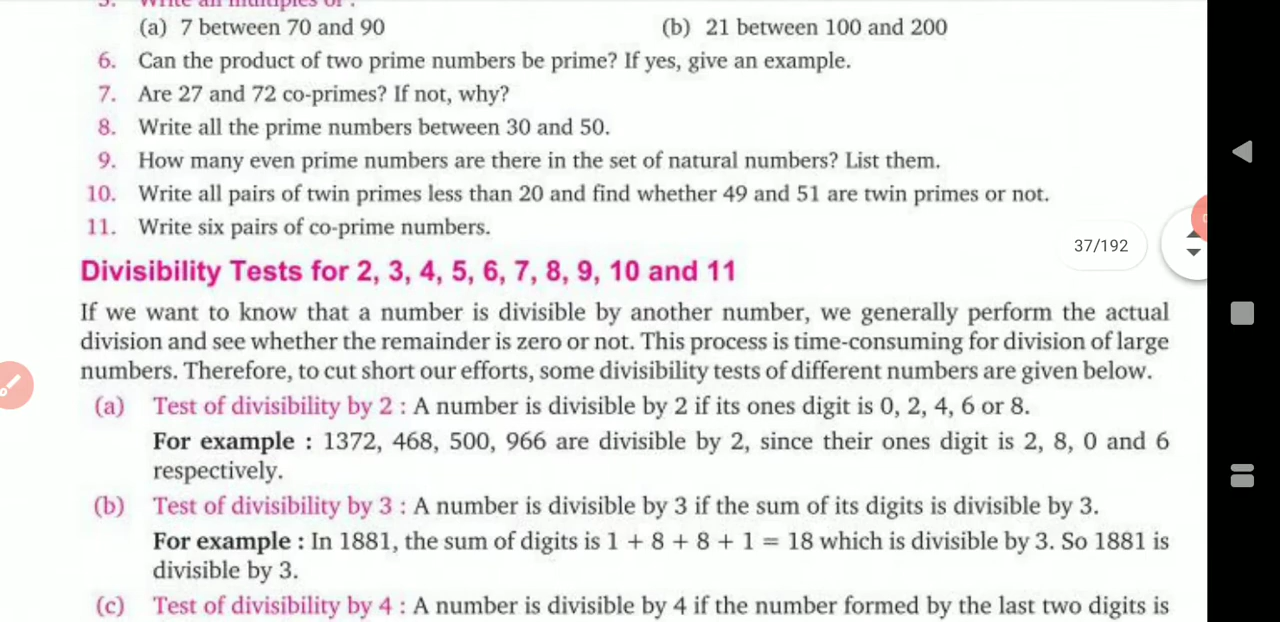 5. Write all multiples of :
(a) 7 between 70 and 90 (b) 21 between 100 and 200
6. Can the product of two prime numbers be prime? If yes, give an example.
7. Are 27 and 72 co-primes? If not, why?
8. Write all the prime numbers between 30 and 50.
9. How many even prime numbers are there in the set of natural numbers? List them.
10. Write all pairs of twin primes less than 20 and find whether 49 and 51 are twin primes or not.
11. Write six pairs of co-prime numbers.
37/192
Divisibility Tests for 2, 3, 4, 5, 6, 7, 8, 9, 10 and 11
If we want to know that a number is divisible by another number, we generally perform the actual
division and see whether the remainder is zero or not. This process is time-consuming for division of large
numbers. Therefore, to cut short our efforts, some divisibility tests of different numbers are given below.
(a) Test of divisibility by 2 : A number is divisible by 2 if its ones digit is 0, 2, 4, 6 or 8.
For example : 1372, 468, 500, 966 are divisible by 2, since their ones digit is 2, 8, 0 and 6
respectively.
(b) Test of divisibility by 3 : A number is divisible by 3 if the sum of its digits is divisible by 3.
For example : In 1881, the sum of digits is 1 + 8 + 8 + 1 = 18 which is divisible by 3. So 1881 is
divisible by 3.
(c) Test of divisibility by 4 : A number is divisible by 4 if the number formed by the last two digits is